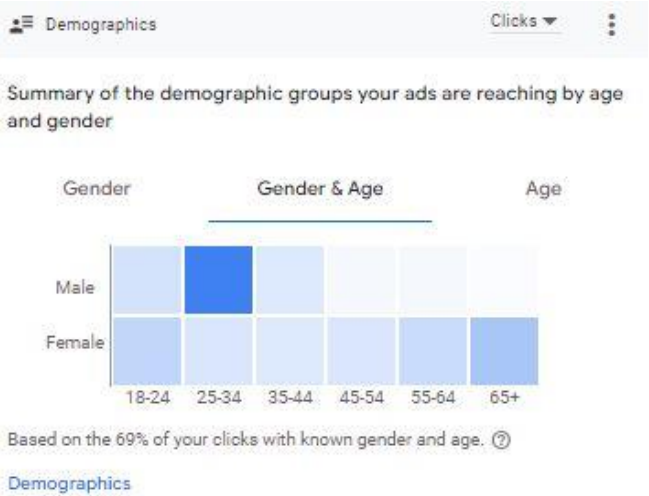 Demographics
Clicks
Summary of the demographic groups your ads are reaching by age
and gender
Gender
Gender & Age
Age
Male
Female
18-24 25-34 35-44 45-54 55-64 65+
Based on the 69% of your clicks with known gender and age.
Demographics